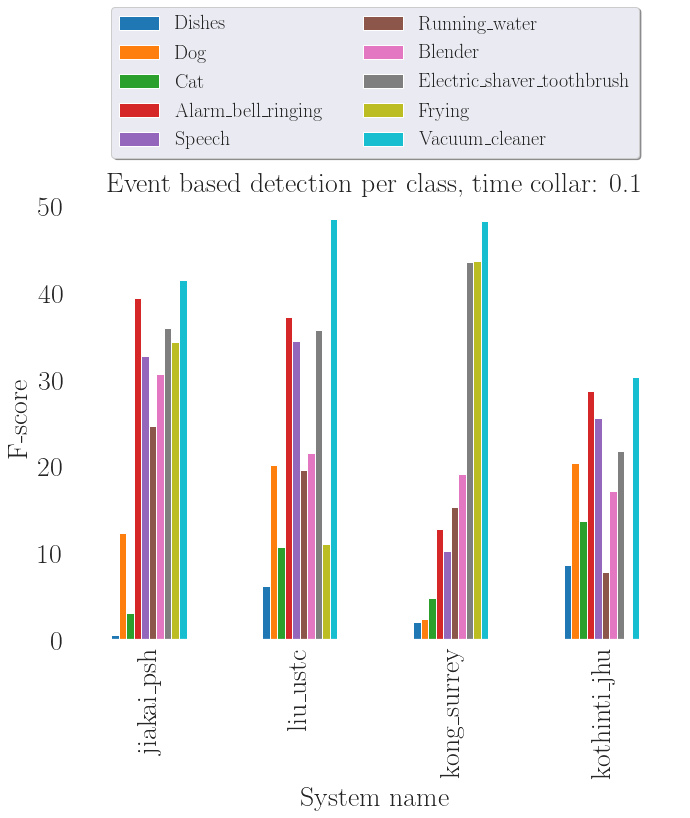 Dishes
Dog
Cat
Alarm_bell_ringing
Speech
Running_water
Blender
Electric_shaver_toothbrush
Frying
Vacuum_cleaner
Event based detection per class, time collar: 0.1
50
40
30
20
10
0
F-score
jiakai_psh
liu_ustc
kong_surrey
kothinti_jhu
System name